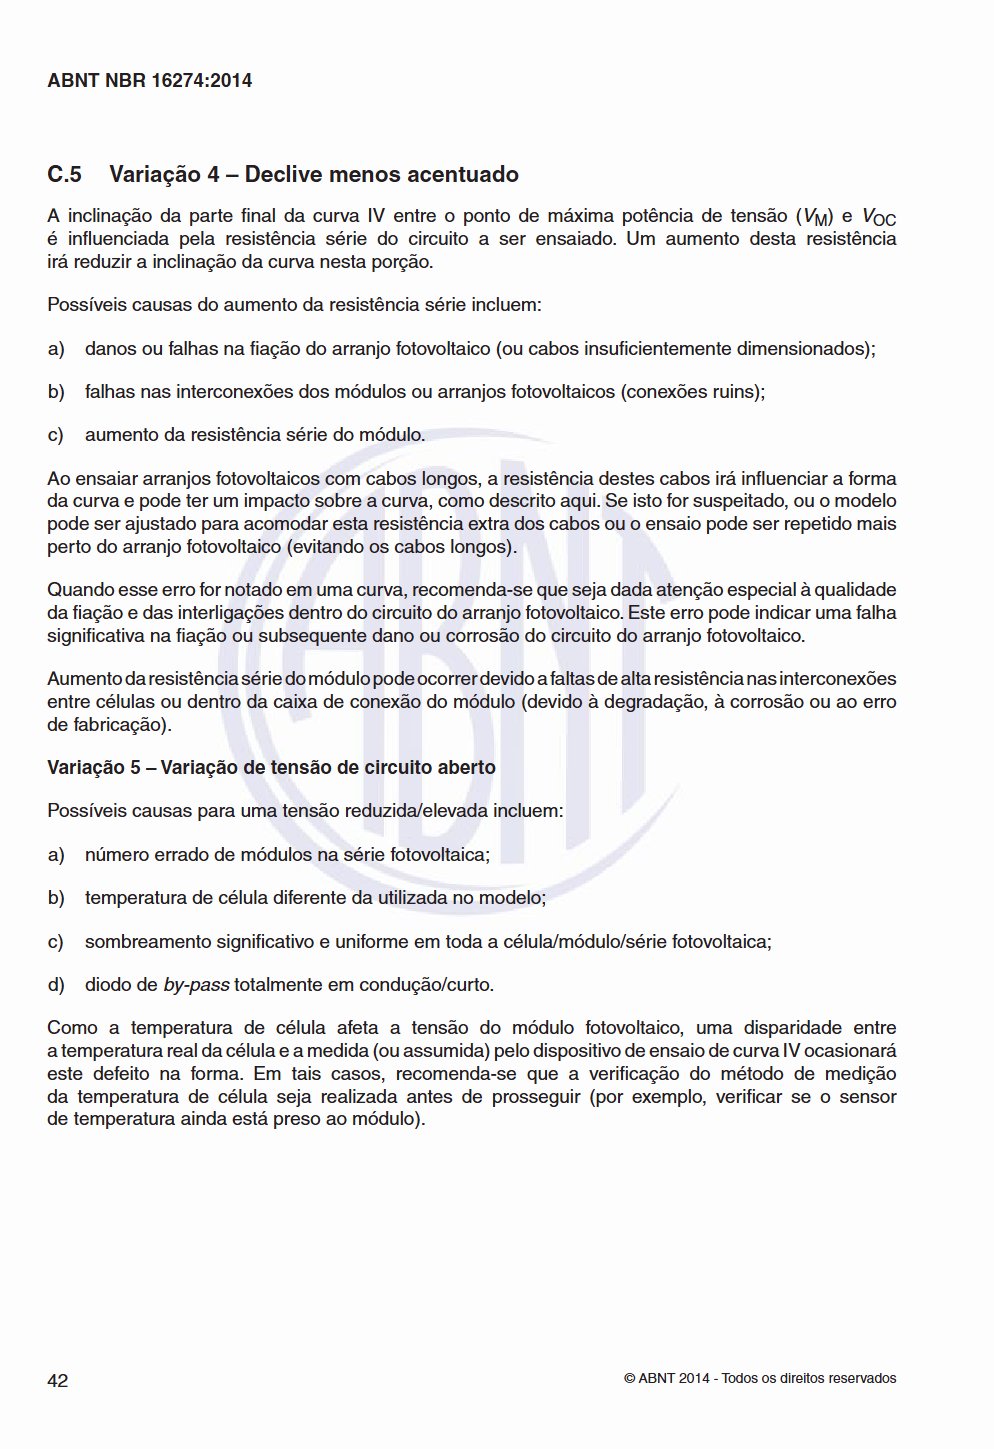 ABNT NBR 16274:2014
C.5 Variação 4 – Declive menos acentuado
A inclinação da parte final da curva IV entre o ponto de máxima potência de tensão (VM) e VOC
é influenciada pela resistência série do circuito a ser ensaiado. Um aumento desta resistência
irá reduzir a inclinação da curva nesta porção.
Possíveis causas do aumento da resistência série incluem:
a) danos ou falhas na fiação do arranjo fotovoltaico (ou cabos insuficientemente dimensionados);
b) falhas nas interconexões dos módulos ou arranjos fotovoltaicos (conexões ruins);
c) aumento da resistência série do módulo.
Ao ensaiar arranjos fotovoltaicos com cabos longos, a resistência destes cabos irá influenciar a forma
da curva e pode ter um impacto sobre a curva, como descrito aqui. Se isto for suspeitado, ou o modelo
pode ser ajustado para acomodar esta resistência extra dos cabos ou o ensaio pode ser repetido mais
perto do arranjo fotovoltaico (evitando os cabos longos).
Quando esse erro for notado em uma curva, recomenda-se que seja dada atenção especial à qualidade
da fiação e das interligações dentro do circuito do arranjo fotovoltaico. Este erro pode indicar uma falha
significativa na fiação ou subsequente dano ou corrosão do circuito do arranjo fotovoltaico.
Aumento da resistência série do módulo pode ocorrer devido a faltas de alta resistência nas interconexões
entre células ou dentro da caixa de conexão do módulo (devido à degradação, à corrosão ou ao erro
de fabricação).
Variação 5 – Variação de tensão de circuito aberto
Possíveis causas para uma tensão reduzida/elevada incluem:
a) número errado de módulos na série fotovoltaica;
b) temperatura de célula diferente da utilizada no modelo;
c) sombreamento significativo e uniforme em toda a célula/módulo/série fotovoltaica;
d) diodo de by-pass totalmente em condução/curto.
Como a temperatura de célula afeta a tensão do módulo fotovoltaico, uma disparidade entre
a temperatura real da célula e a medida (ou assumida) pelo dispositivo de ensaio de curva IV ocasionará
este defeito na forma. Em tais casos, recomenda-se que a verificação do método de medição
da temperatura de célula seja realizada antes de prosseguir (por exemplo, verificar se o sensor
de temperatura ainda está preso ao módulo).
ABNT
42
© ABNT 2014 - Todos os direitos reservados